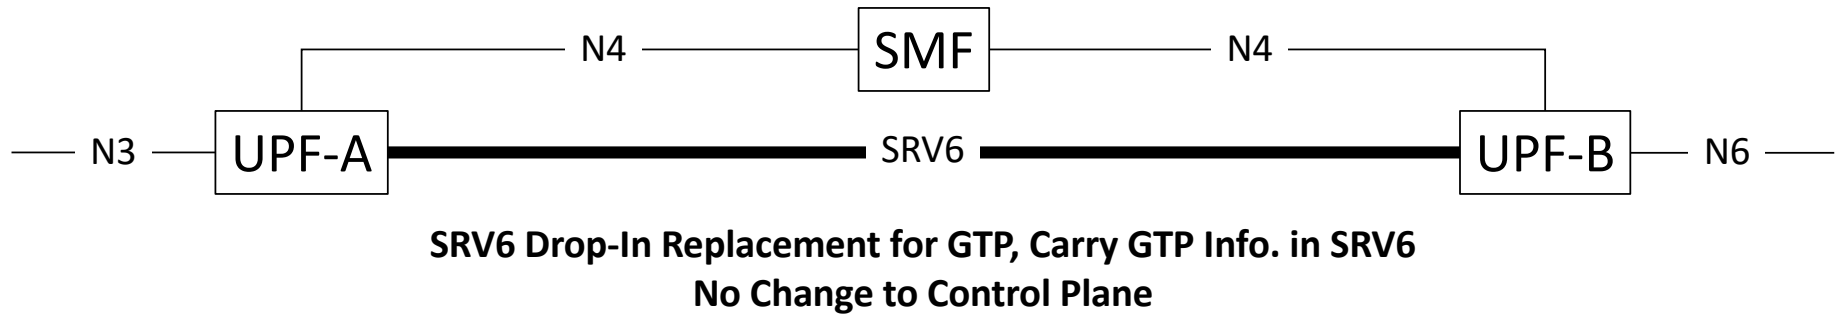 N4 SMF N4
N3 UPF-A SRV6 UPF-B N6
SRV6 Drop-In Replacement for GTP, Carry GTP Info. in SRV6
No Change to Control Plane